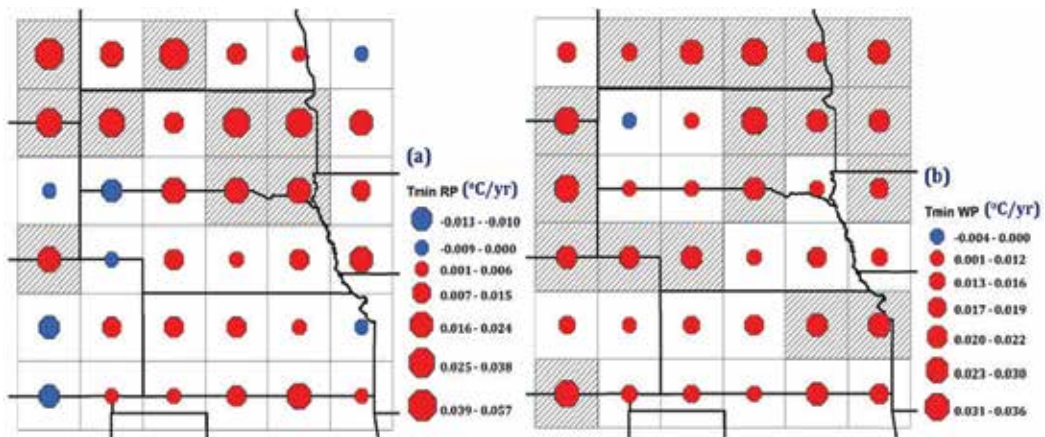 (a)
Tmin RP (°C/yr)
-0.013 - -0.010
-0.009 - 0.000
0.001 - 0.006
0.007 - 0.015
0.016 - 0.024
0.025 - 0.038
0.039 - 0.057
(b)
Tmin WP (°C/yr)
-0.004 - 0.000
0.001 - 0.012
0.013 - 0.016
0.017 - 0.019
0.020 - 0.022
0.023 - 0.030
0.031 - 0.036